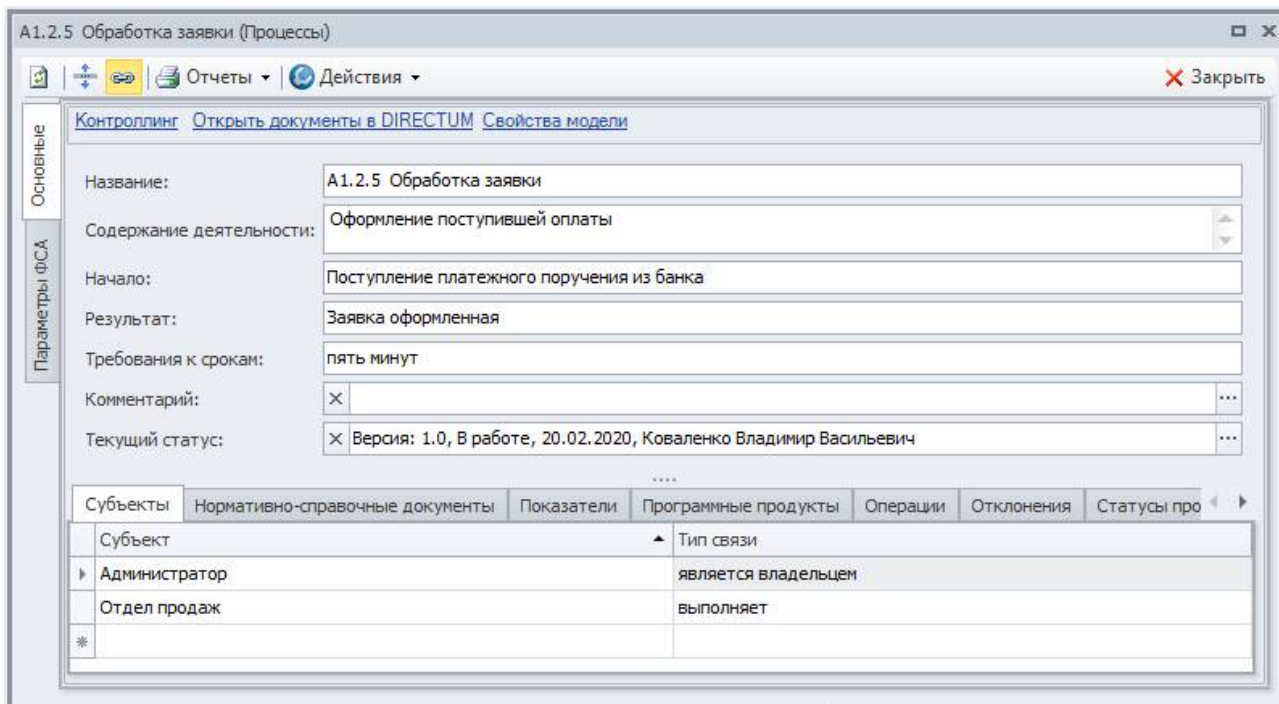 A1.2.5 Обработка заявки (Процессы)
Отчеты Действия Закрыть
Контроллинг Открыть документы в DIRECTUM Свойства модели
Основные
Параметры ФСА
Название: A1.2.5 Обработка заявки
Содержание деятельности: Оформление поступившей оплаты
Начало: Поступление платежного поручения из банка
Результат: Заявка оформленная
Требования к срокам: пять минут
Комментарий:
Текущий статус: Версия: 1.0, В работе, 20.02.2020, Коваленко Владимир Васильевич
Субъекты Нормативно-справочные документы Показатели Программные продукты Операции Отклонения Статусы про
Субъект Тип связи
Администратор является владельцем
Отдел продаж выполняет